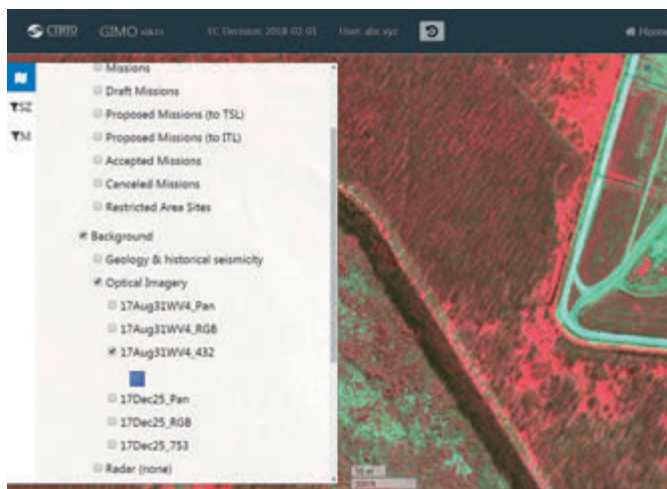 CTBTO GIMO EC Decision: 2018-02-01 User: abc xyz Home
Missions
Draft Missions
Proposed Missions (to TSL)
Proposed Missions (to ITL)
Accepted Missions
Canceled Missions
Restricted Area Sites
Background
Geology & historical seismicity
Optical Imagery
17Aug31WV4_Pan
17Aug31WV4_RGB
17Aug31WV4_432
17Dec25_Pan
17Dec25_RGB
17Dec25_753
Radar (none)
SZ
M